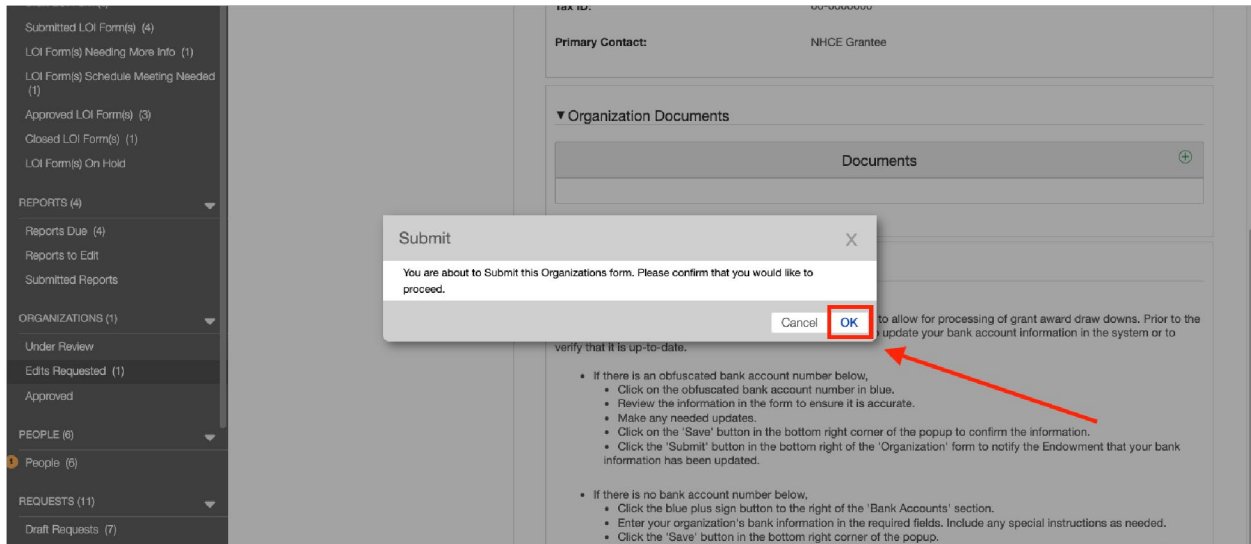 Submitted LOI Form(s) (4)
LOI Form(s) Needing More Info (1)
LOI Form(s) Schedule Meeting Needed
(1)
Approved LOI Form(s) (3)
Closed LOI Form(s) (1)
LOI Form(s) On Hold
REPORTS (4)
Reports Due (4)
Reports to Edit
Submitted Reports
ORGANIZATIONS (1)
Under Review
Edits Requested (1)
Approved
PEOPLE (6)
1 People (6)
REQUESTS (11)
Draft Requests (7)
Tax ID:
Primary Contact: NHCE Grantee
▼ Organization Documents
Documents
Submit X
You are about to Submit this Organizations form. Please confirm that you would like to
proceed.
Cancel OK
to allow for processing of grant award draw downs. Prior to the
update your bank account information in the system or to
verify that it is up-to-date.
• If there is an obfuscated bank account number below,
• Click on the obfuscated bank account number in blue.
• Review the information in the form to ensure it is accurate.
• Make any needed updates.
• Click on the 'Save' button in the bottom right corner of the popup to confirm the information.
• Click the 'Submit' button in the bottom right of the 'Organization' form to notify the Endowment that your bank
information has been updated.
• If there is no bank account number below,
• Click the blue plus sign button to the right of the 'Bank Accounts' section.
• Enter your organization's bank information in the required fields. Include any special instructions as needed.
• Click the 'Save' button in the bottom right corner of the popup.